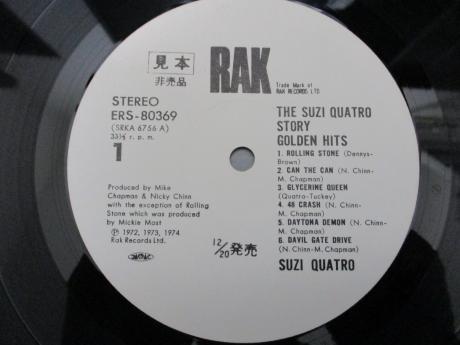 見本
非売品
RAK
Trade Mark of
RAK RECORDS LTD
STEREO
ERS-80369
(SRKA 6756 A)
33⅓ r. p. m.
1
THE SUZI QUATRO
STORY
GOLDEN HITS
1. ROLLING STONE (Dennys-
Brown)
2. CAN THE CAN (N. Chinn-
M. Chapman)
3. GLYCERINE QUEEN
(Quatro-Tuckey)
4. 48 CRASH (N. Chinn-
M. Chapman)
5. DAYTONA DEMON (N. Chinn-
M. Chapman)
6. DAVIL GATE DRIVE
(N. Chinn-M. Chapman)
SUZI QUATRO
Produced by Mike
Chapman & Nicky Chinn
with the exception of Rolling
Stone which was produced
by Mickie Most
Ⓟ 1972, 1973, 1974
Rak Records Ltd.
12/20発売